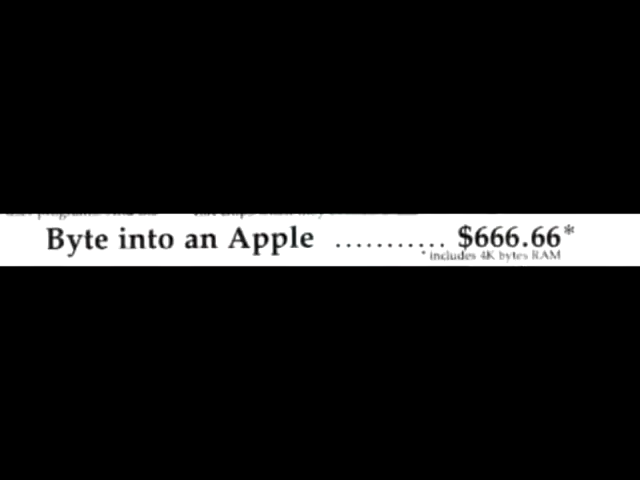 Byte into an Apple ........... $666.66*
* includes 4K bytes RAM